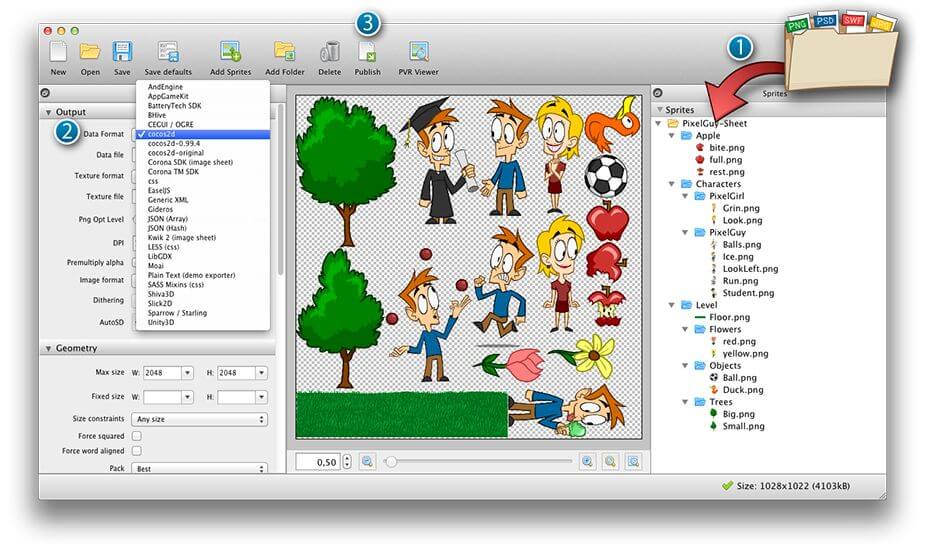 3
PNG PSD SWF JPG
1
New Open Save Save defaults Add Sprites Add Folder Delete Publish PVR Viewer
Output
2
Data Format
Data file
Texture format
Texture file
Png Opt Level
DPI
Premultiply alpha
Image format
Dithering
AutoSD
AndEngine
AppGameKit
BatteryTech SDK
BHive
CEGUI / OGRE
✓ cocos2d
cocos2d-0.99.4
cocos2d-original
Corona SDK (image sheet)
Corona TM SDK
css
EaselJS
Generic XML
Gideros
JSON (Array)
JSON (Hash)
Kwik 2 (image sheet)
LESS (css)
LibGDX
Moai
Plain Text (demo exporter)
SASS Mixins (css)
Shiva3D
Slick2D
Sparrow / Starling
Unity3D
Geometry
Max size W: 2048 H: 2048
Fixed size W: H:
Size constraints Any size
Force squared
Force word aligned
Pack Best
0,50
Sprites
Sprites
PixelGuy-Sheet
Apple
bite.png
full.png
rest.png
Characters
PixelGirl
Grin.png
Look.png
PixelGuy
Balls.png
Ice.png
LookLeft.png
Run.png
Student.png
Level
Floor.png
Flowers
red.png
yellow.png
Objects
Ball.png
Duck.png
Trees
Big.png
Small.png
Size: 1028x1022 (4103kB)